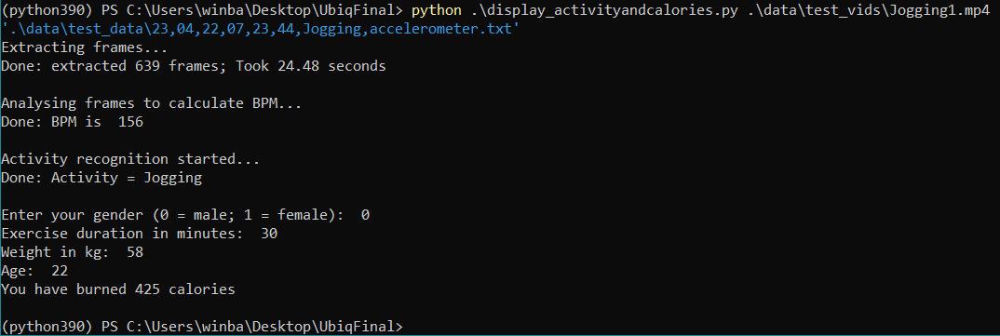 (python390) PS C:\Users\winba\Desktop\UbiqFinal> python .\display_activityandcalories.py .\data\test_vids\Jogging1.mp4
'.\data\test_data\23,04,22,07,23,44,Jogging,accelerometer.txt'
Extracting frames...
Done: extracted 639 frames; Took 24.48 seconds
Analysing frames to calculate BPM...
Done: BPM is  156
Activity recognition started...
Done: Activity = Jogging
Enter your gender (0 = male; 1 = female):  0
Exercise duration in minutes:  30
Weight in kg:  58
Age:  22
You have burned 425 calories
(python390) PS C:\Users\winba\Desktop\UbiqFinal>